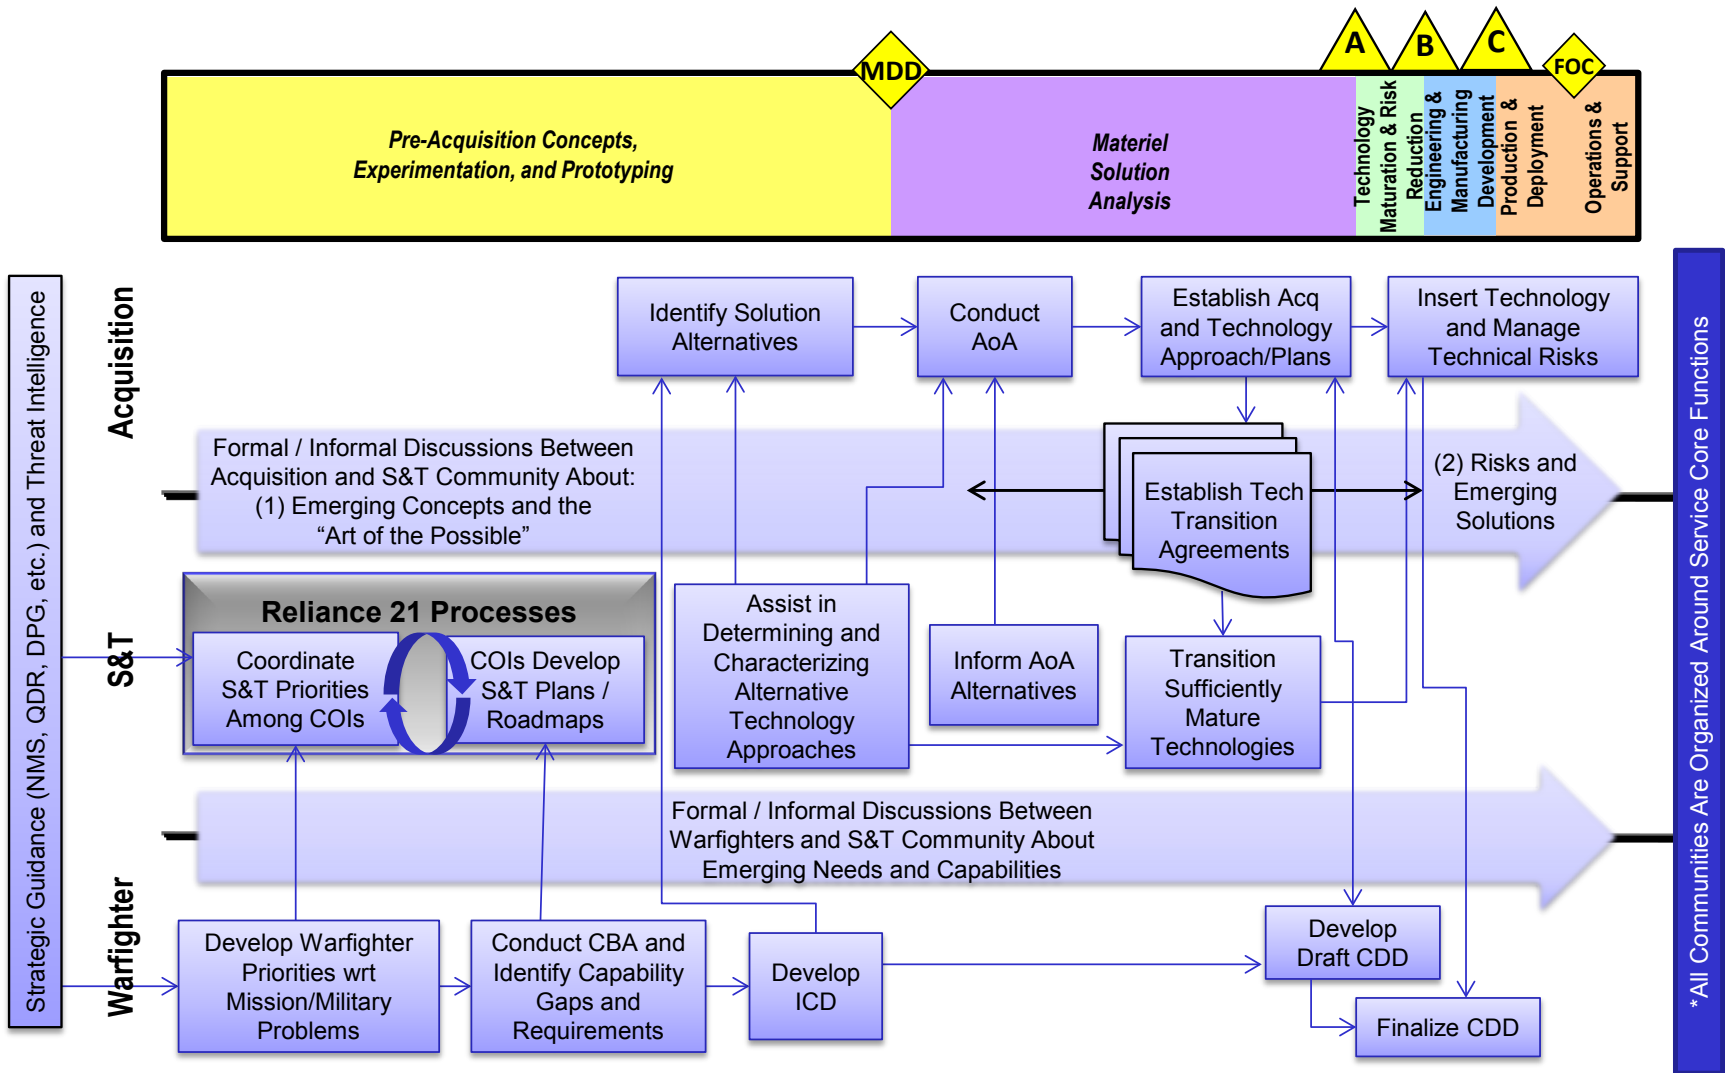 A
B
C
MDD
FOC
Pre-Acquisition Concepts,
Experimentation, and Prototyping
Materiel
Solution
Analysis
Technology
Maturation & Risk
Reduction
Engineering &
Manufacturing
Development
Production &
Deployment
Operations &
Support
Strategic Guidance (NMS, QDR, DPG, etc.) and Threat Intelligence
Acquisition
S&T
Warfighter
Identify Solution
Alternatives
Conduct
AoA
Establish Acq
and Technology
Approach/Plans
Insert Technology
and Manage
Technical Risks
Formal / Informal Discussions Between
Acquisition and S&T Community About:
(1) Emerging Concepts and the
“Art of the Possible”
Establish Tech
Transition
Agreements
(2) Risks and
Emerging
Solutions
Reliance 21 Processes
Coordinate
S&T Priorities
Among COIs
COIs Develop
S&T Plans /
Roadmaps
Assist in
Determining and
Characterizing
Alternative
Technology
Approaches
Inform AoA
Alternatives
Transition
Sufficiently
Mature
Technologies
Formal / Informal Discussions Between
Warfighters and S&T Community About
Emerging Needs and Capabilities
Develop Warfighter
Priorities wrt
Mission/Military
Problems
Conduct CBA and
Identify Capability
Gaps and
Requirements
Develop
ICD
Develop
Draft CDD
Finalize CDD
*All Communities Are Organized Around Service Core Functions